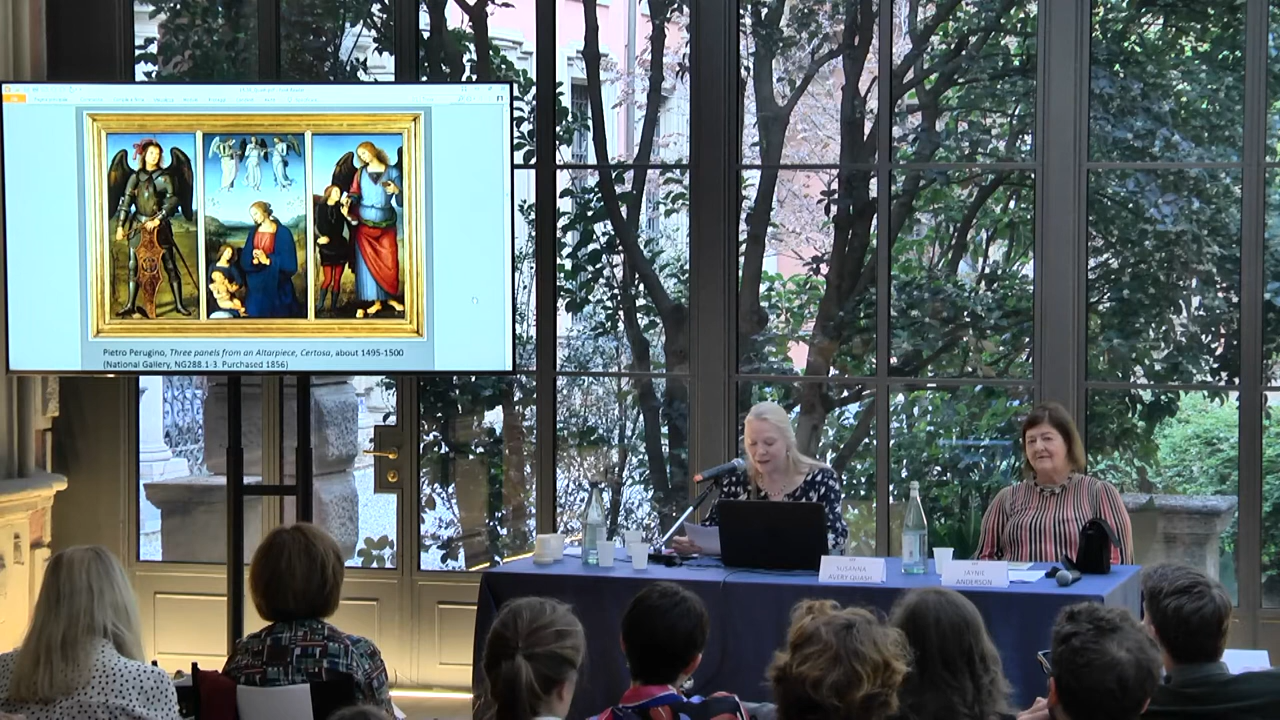 Pietro Perugino, Three panels from an Altarpiece, Certosa, about 1495-1500
(National Gallery, NG288.1-3. Purchased 1856)
SUSANNA
AVERY-QUASH
JAYNIE
ANDERSON